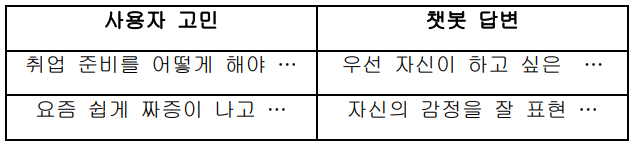 사용자 고민 챗봇 답변
취업 준비를 어떻게 해야 … 우선 자신이 하고 싶은 …
요즘 쉽게 짜증이 나고 … 자신의 감정을 잘 표현 …